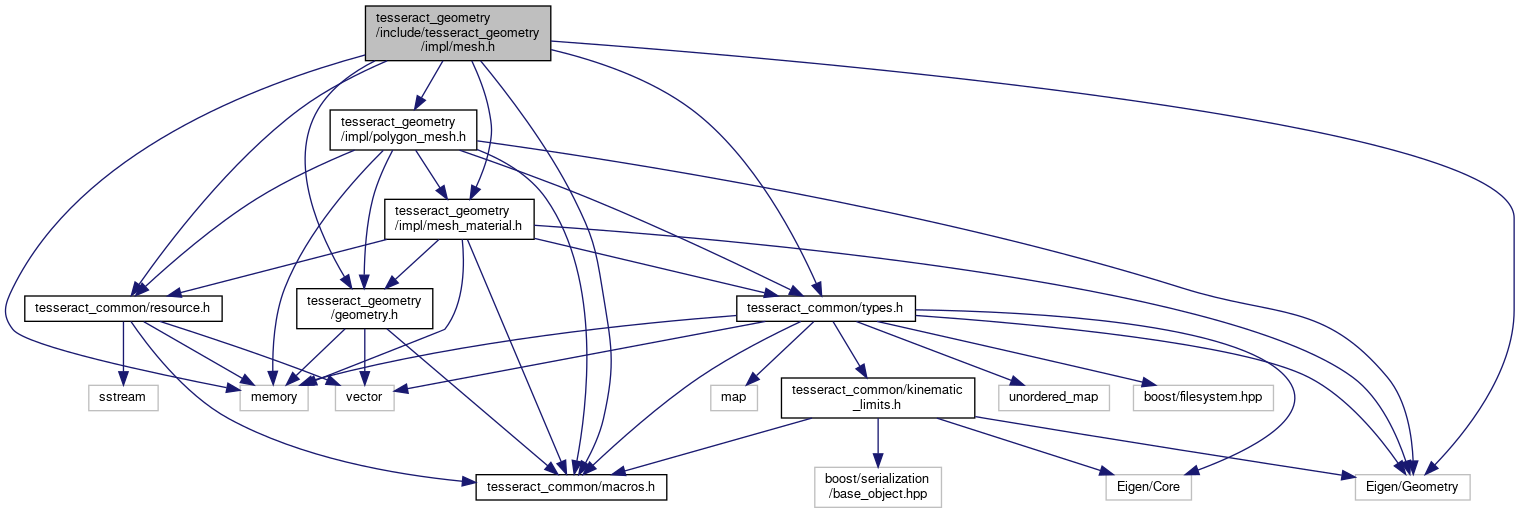 tesseract_geometry
/include/tesseract_geometry
/impl/mesh.h
tesseract_geometry
/impl/polygon_mesh.h
tesseract_geometry
/impl/mesh_material.h
tesseract_common/resource.h
tesseract_geometry
/geometry.h
tesseract_common/types.h
sstream
memory
vector
map
tesseract_common/kinematic
_limits.h
unordered_map
boost/filesystem.hpp
tesseract_common/macros.h
boost/serialization
/base_object.hpp
Eigen/Core
Eigen/Geometry